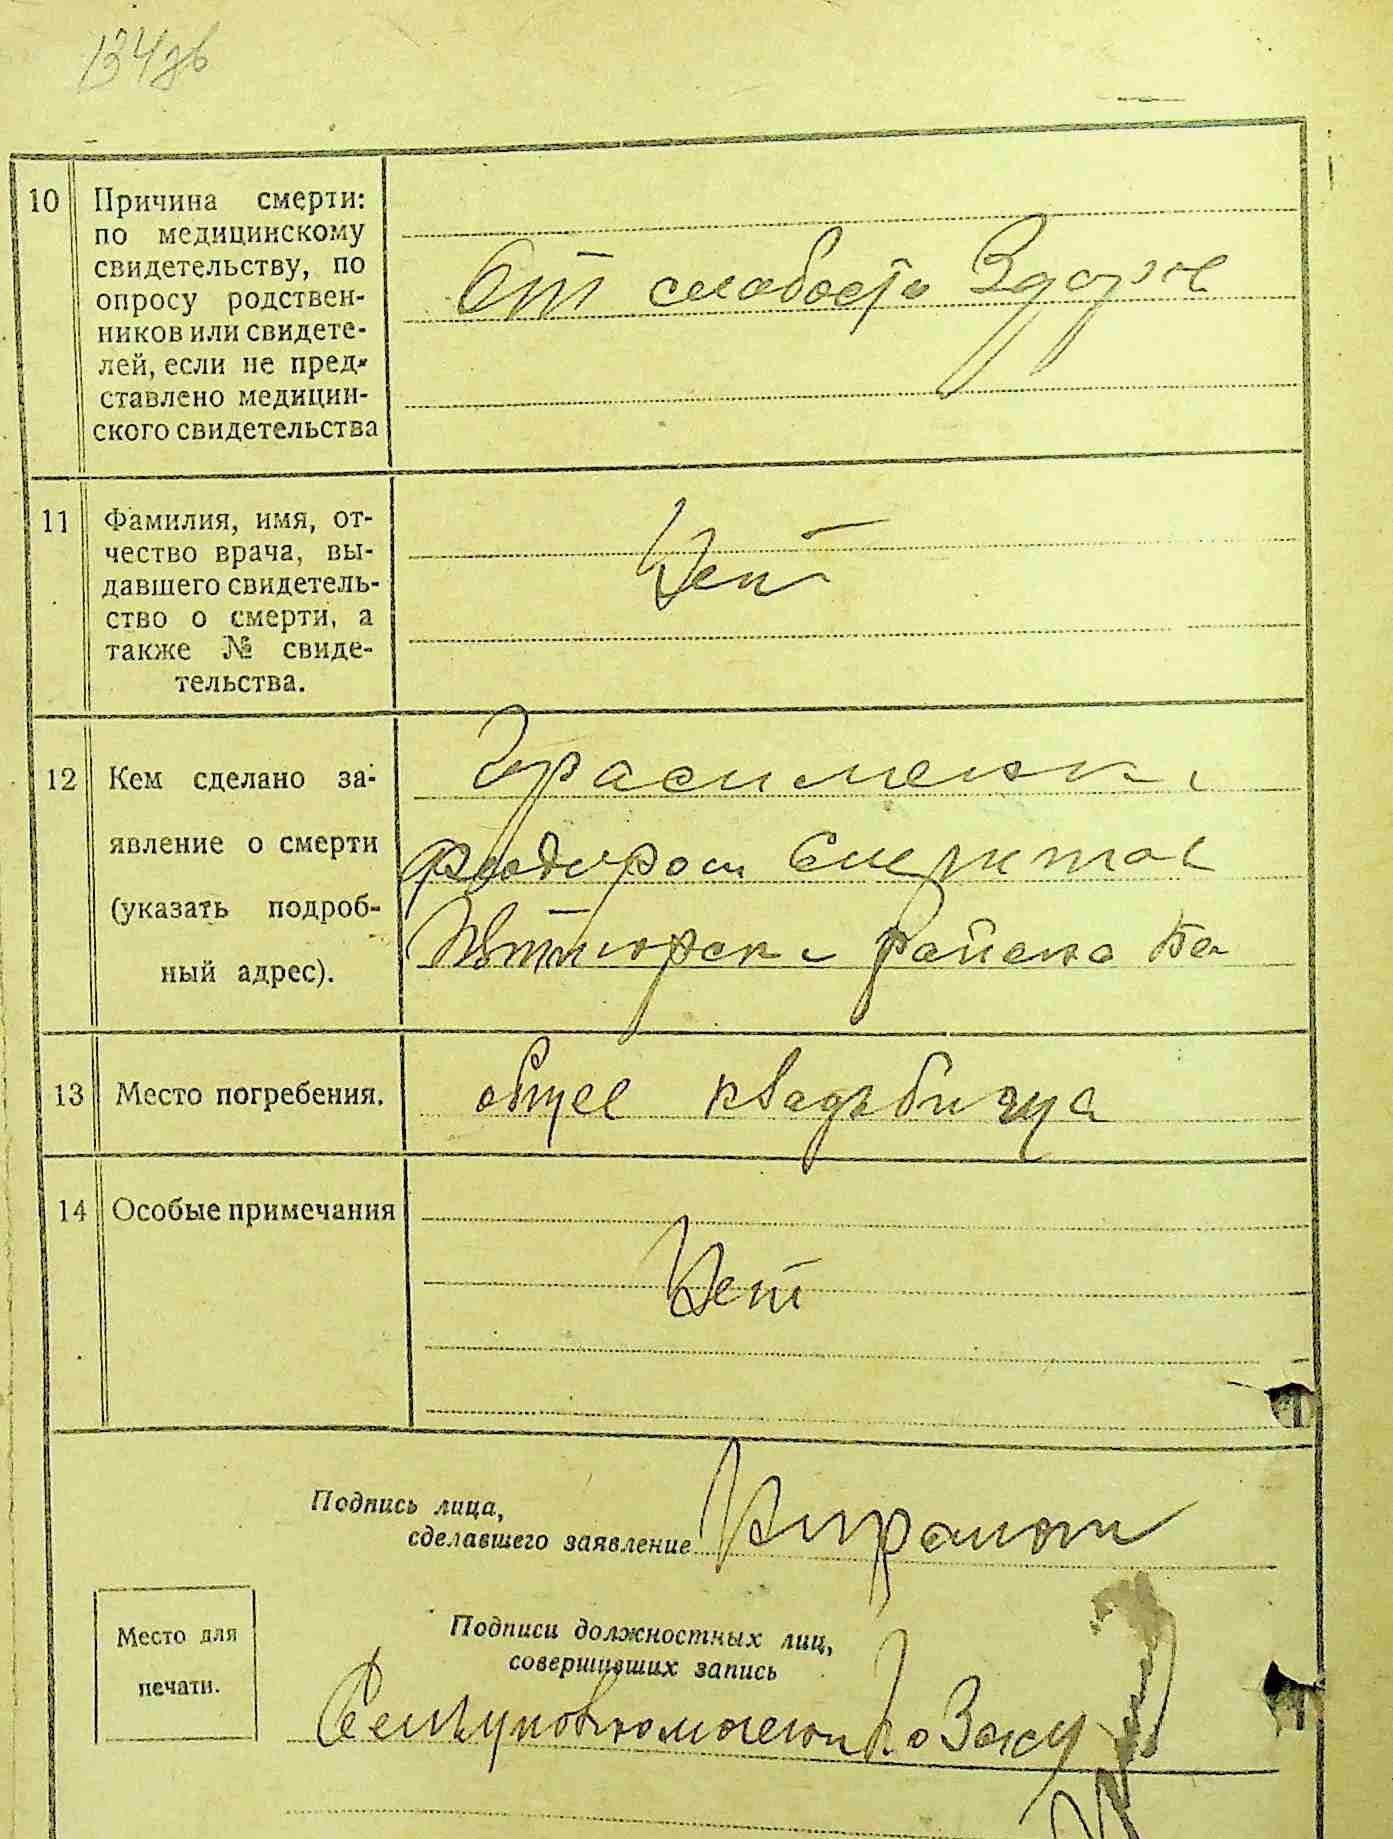 134зв
10 Причина смерти:
по медицинскому
свидетельству, по
опросу родствен-
ников или свидете-
лей, если не пред-
ставлено медицин-
ского свидетельства
От слабости
11 Фамилия, имя, от-
чество врача, вы-
давшего свидетель-
ство о смерти, а
также № свиде-
тельства.
Нет
12 Кем сделано за-
явление о смерти
(указать подроб-
ный адрес).
района
13 Место погребения.
общее
14 Особые примечания
Нет
Подпись лица,
сделавшего заявление
Подписи должностных лиц,
совершивших запись
Место для
печати.